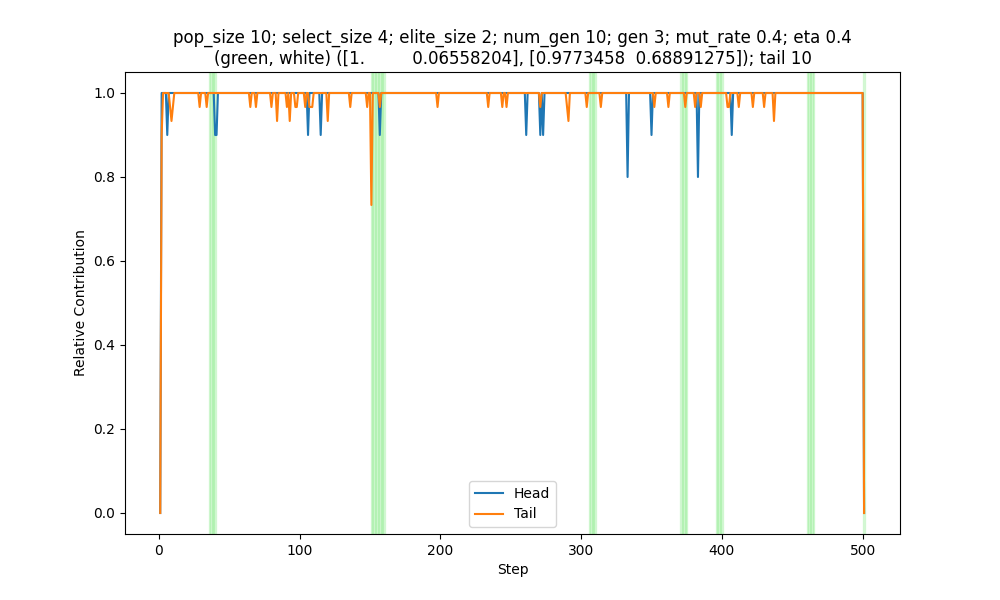 pop_size 10; select_size 4; elite_size 2; num_gen 10; gen 3; mut_rate 0.4; eta 0.4
(green, white) ([1.         0.06558204], [0.9773458  0.68891275]); tail 10
1.0
0.8
0.6
0.4
0.2
0.0
Relative Contribution
Head
Tail
0
100
200
300
400
500
Step